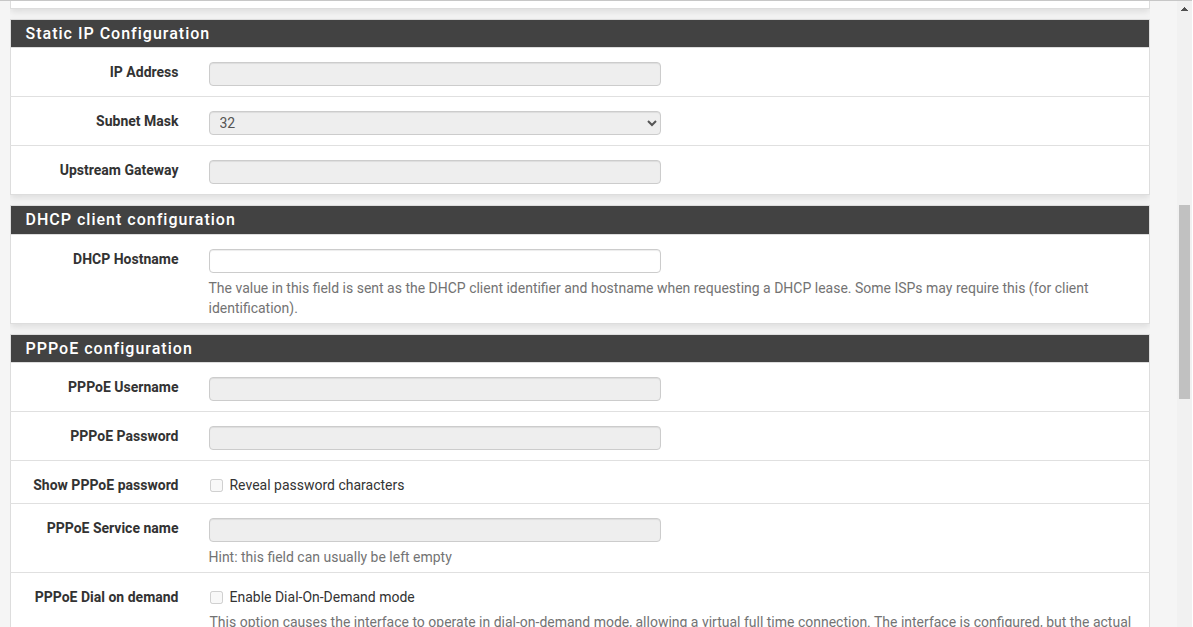 Static IP Configuration
IP Address
Subnet Mask
32
Upstream Gateway
DHCP client configuration
DHCP Hostname
The value in this field is sent as the DHCP client identifier and hostname when requesting a DHCP lease. Some ISPs may require this (for client
identification).
PPPoE configuration
PPPoE Username
PPPoE Password
Show PPPoE password
Reveal password characters
PPPoE Service name
Hint: this field can usually be left empty
PPPoE Dial on demand
Enable Dial-On-Demand mode
This option causes the interface to operate in dial-on-demand mode, allowing a virtual full time connection. The interface is configured, but the actual